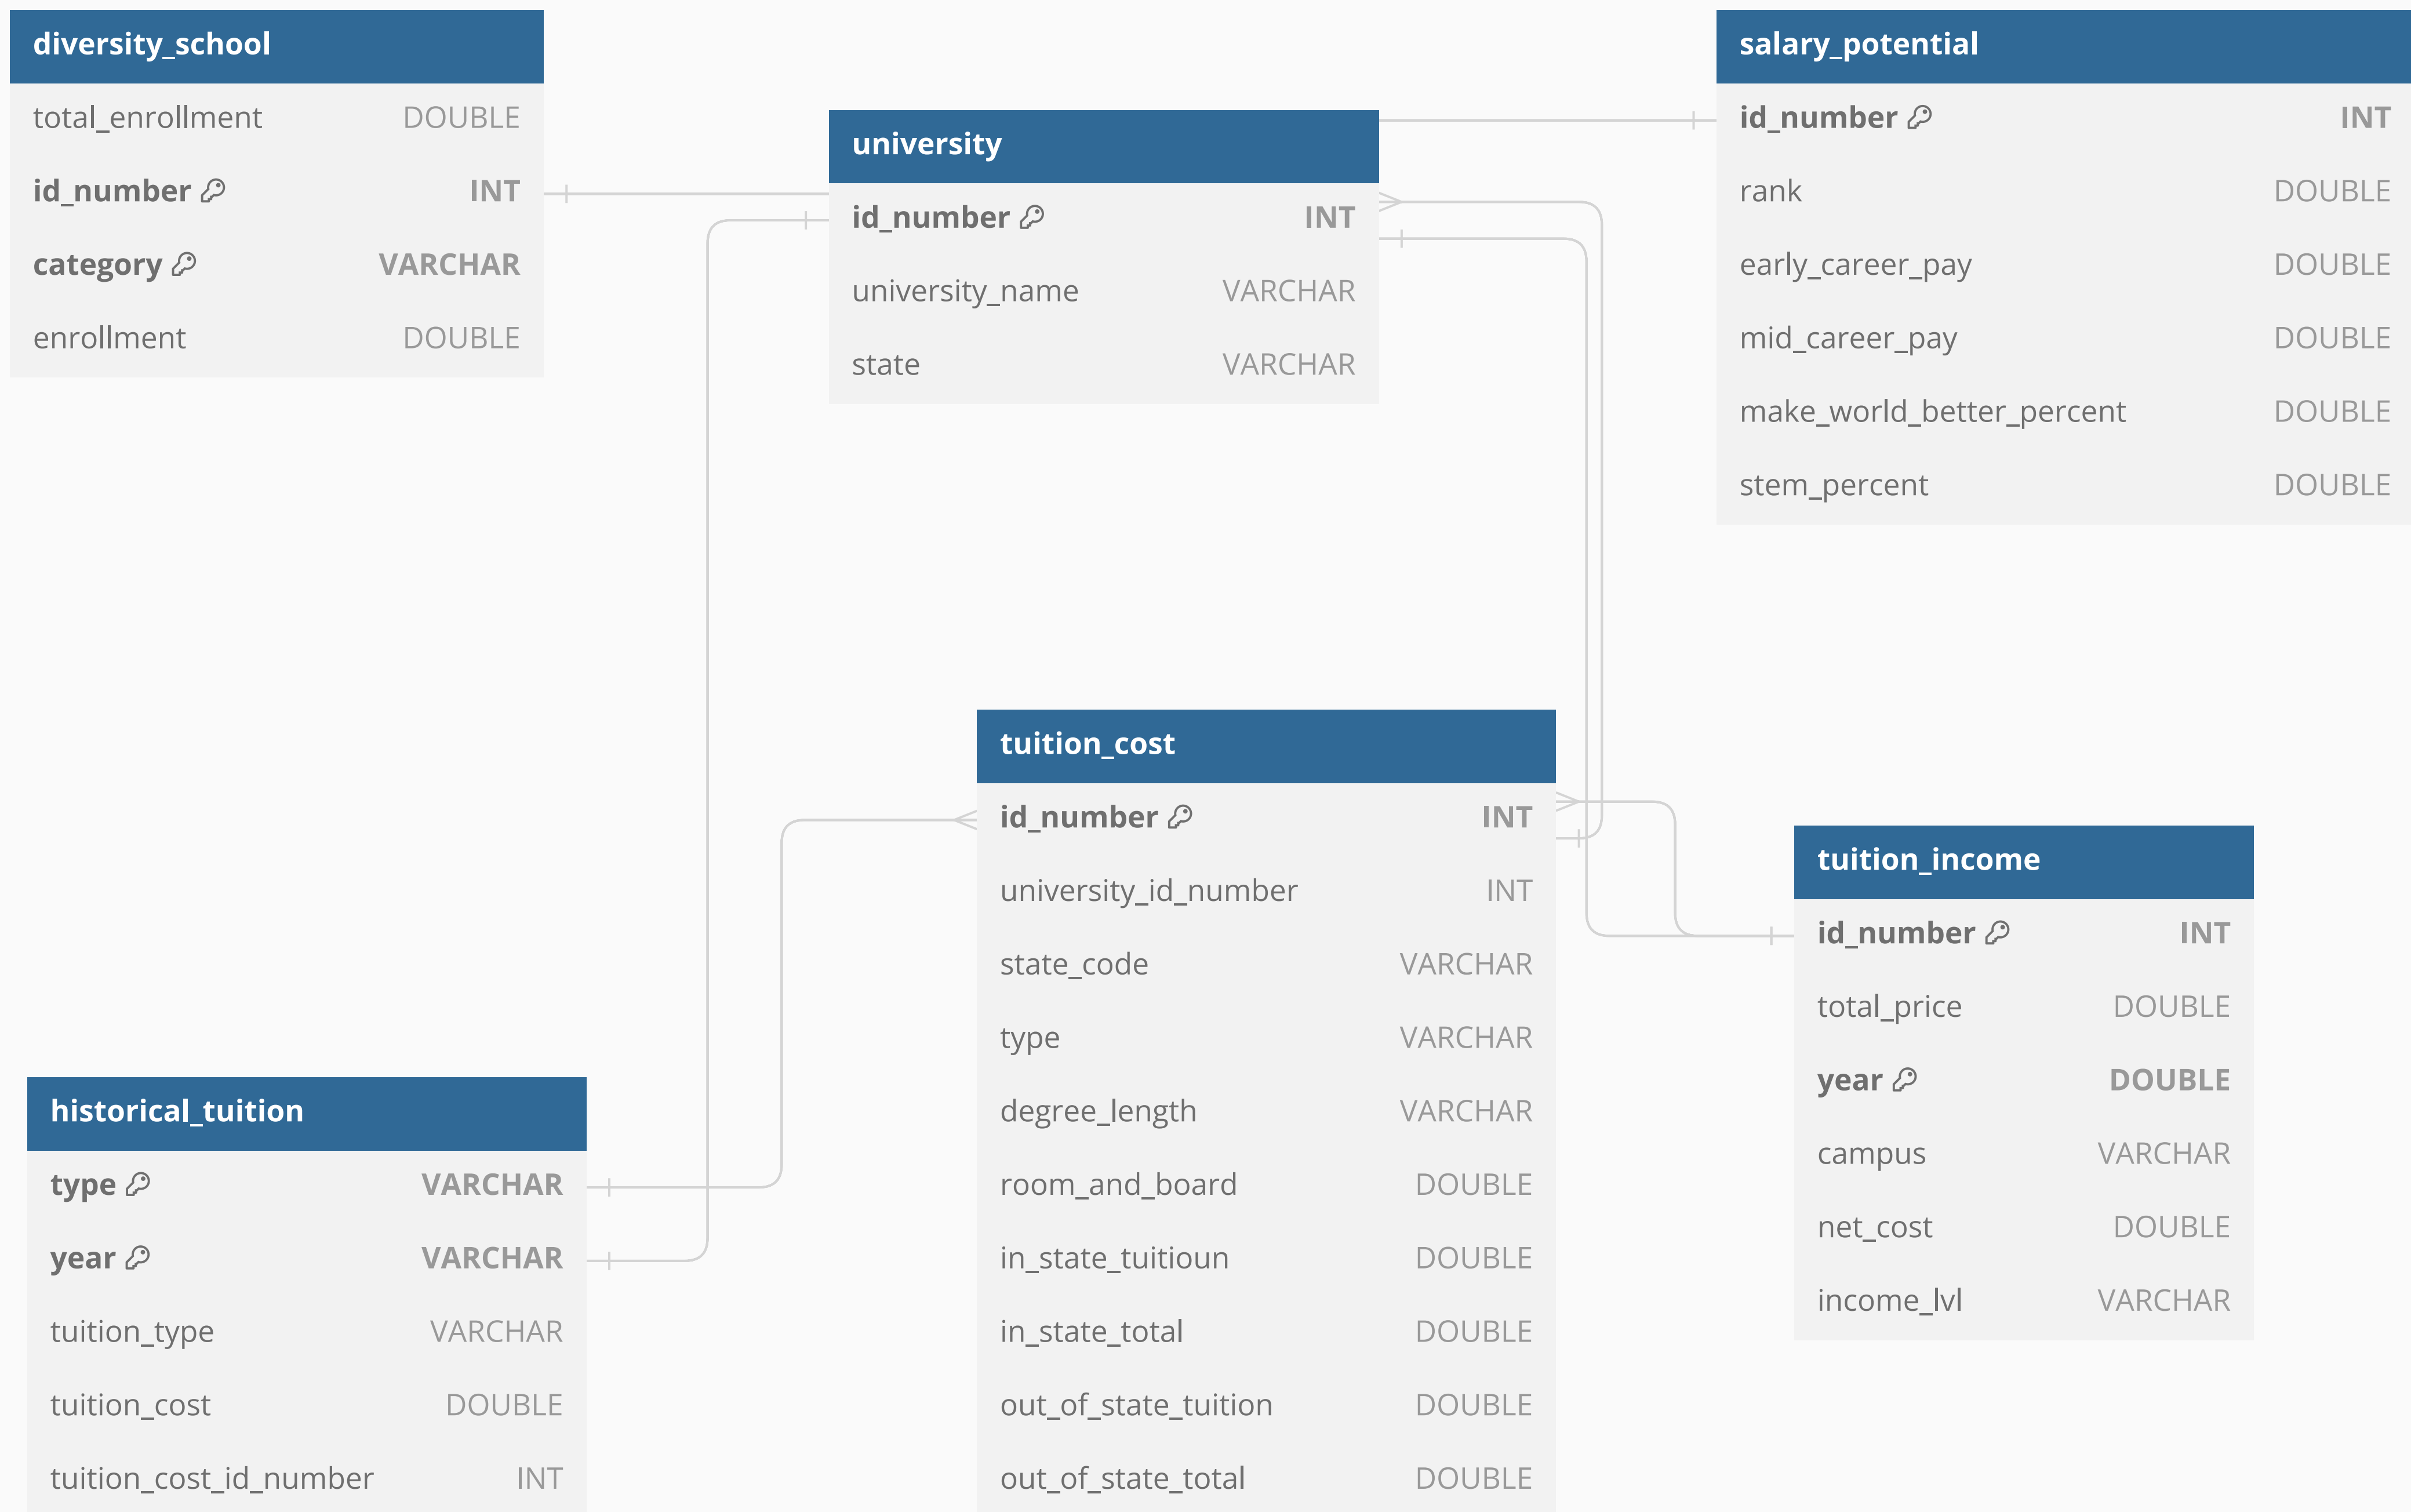 diversity_school
total_enrollment DOUBLE
id_number INT
category VARCHAR
enrollment DOUBLE
university
id_number INT
university_name VARCHAR
state VARCHAR
salary_potential
id_number INT
rank DOUBLE
early_career_pay DOUBLE
mid_career_pay DOUBLE
make_world_better_percent DOUBLE
stem_percent DOUBLE
historical_tuition
type VARCHAR
year VARCHAR
tuition_type VARCHAR
tuition_cost DOUBLE
tuition_cost_id_number INT
tuition_cost
id_number INT
university_id_number INT
state_code VARCHAR
type VARCHAR
degree_length VARCHAR
room_and_board DOUBLE
in_state_tuitioun DOUBLE
in_state_total DOUBLE
out_of_state_tuition DOUBLE
out_of_state_total DOUBLE
tuition_income
id_number INT
total_price DOUBLE
year DOUBLE
campus VARCHAR
net_cost DOUBLE
income_lvl VARCHAR